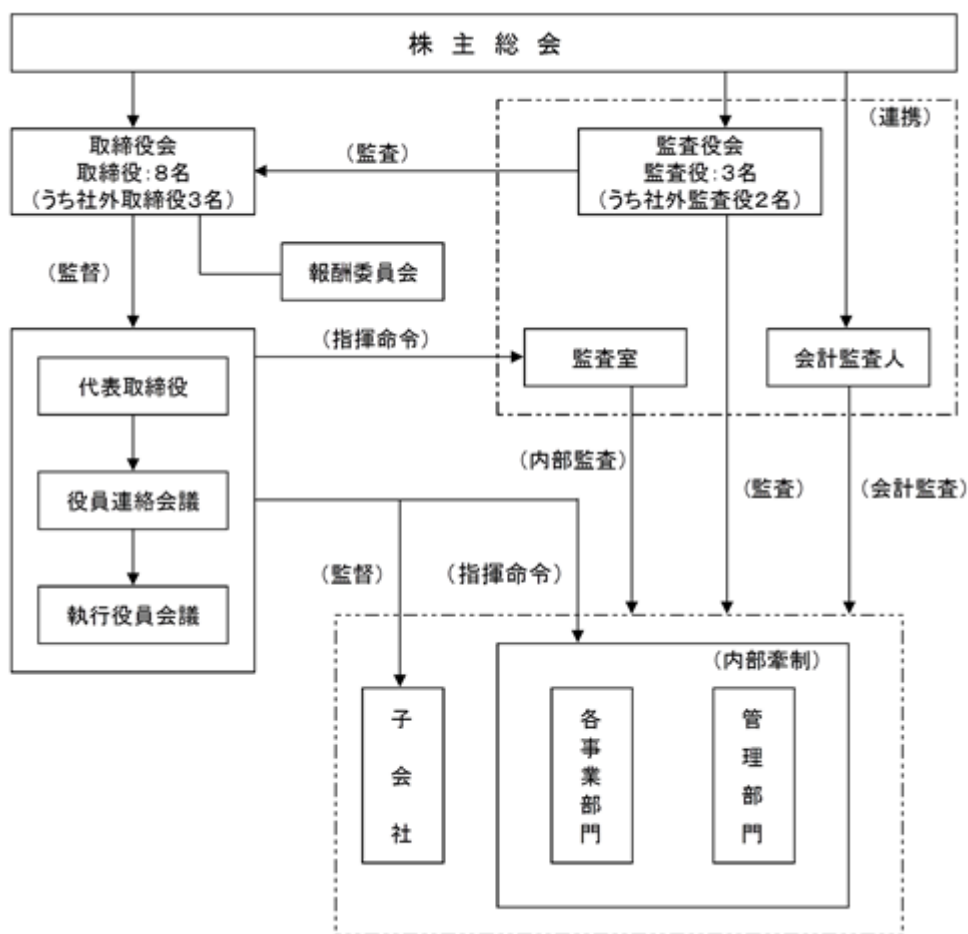 株主総会
(連携)
取締役会
取締役:8名
(うち社外取締役3名)
(監査)
監査役会
監査役:3名
(うち社外監査役2名)
(監督)
報酬委員会
(指揮命令)
監査室
会計監査人
代表取締役
(内部監査)
(監査)
(会計監査)
役員連絡会議
(監督)
(指揮命令)
執行役員会議
(内部牽制)
子会社
各事業部門
管理部門